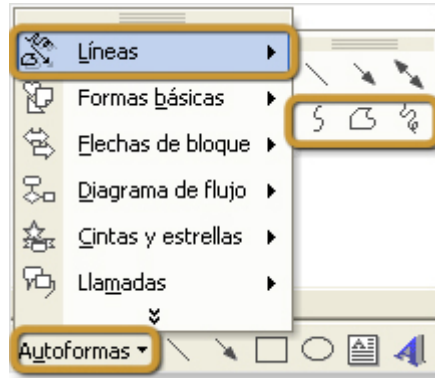 Líneas
Formas básicas
Flechas de bloque
Diagrama de flujo
Cintas y estrellas
Llamadas
Autoformas